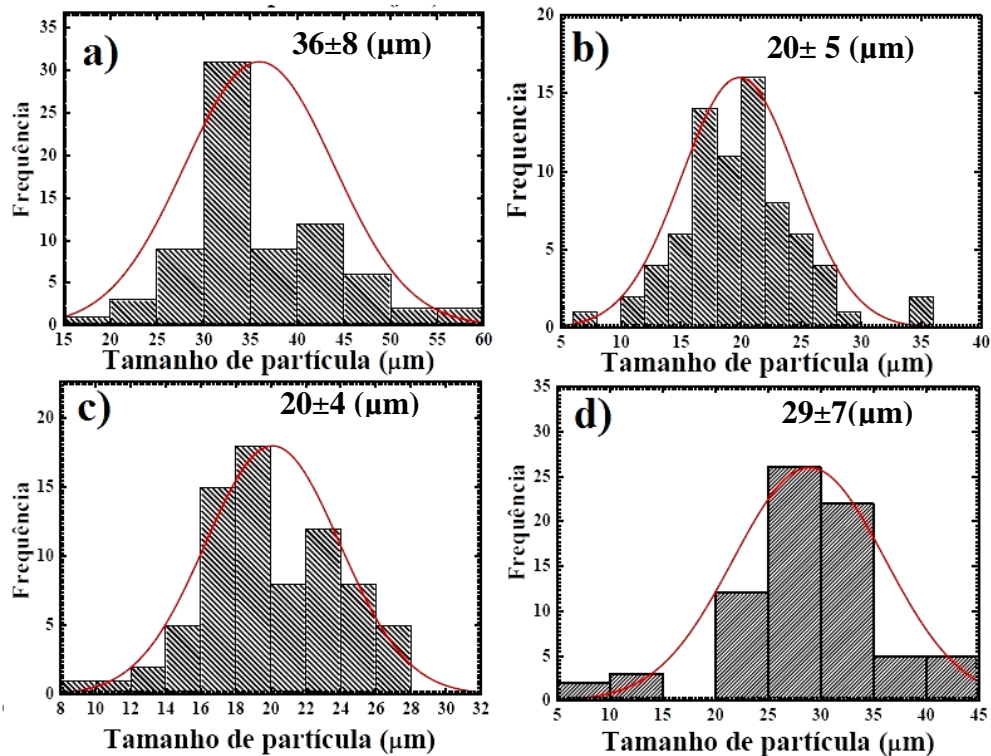 a)
36±8 (µm)
Frequência
35
30
25
20
15
10
5
0
15 20 25 30 35 40 45 50 55 60
Tamanho de partícula (µm)
b)
20± 5 (µm)
Frequencia
20
15
10
5
0
5 10 15 20 25 30 35 40
Tamanho de partícula (µm)
c)
20±4 (µm)
Frequência
20
15
10
5
0
8 10 12 14 16 18 20 22 24 26 28 30 32
Tamanho de partícula (µm)
d)
29±7(µm)
Frequência
35
30
25
20
15
10
5
0
5 10 15 20 25 30 35 40 45
Tamanho de partícula (µm)